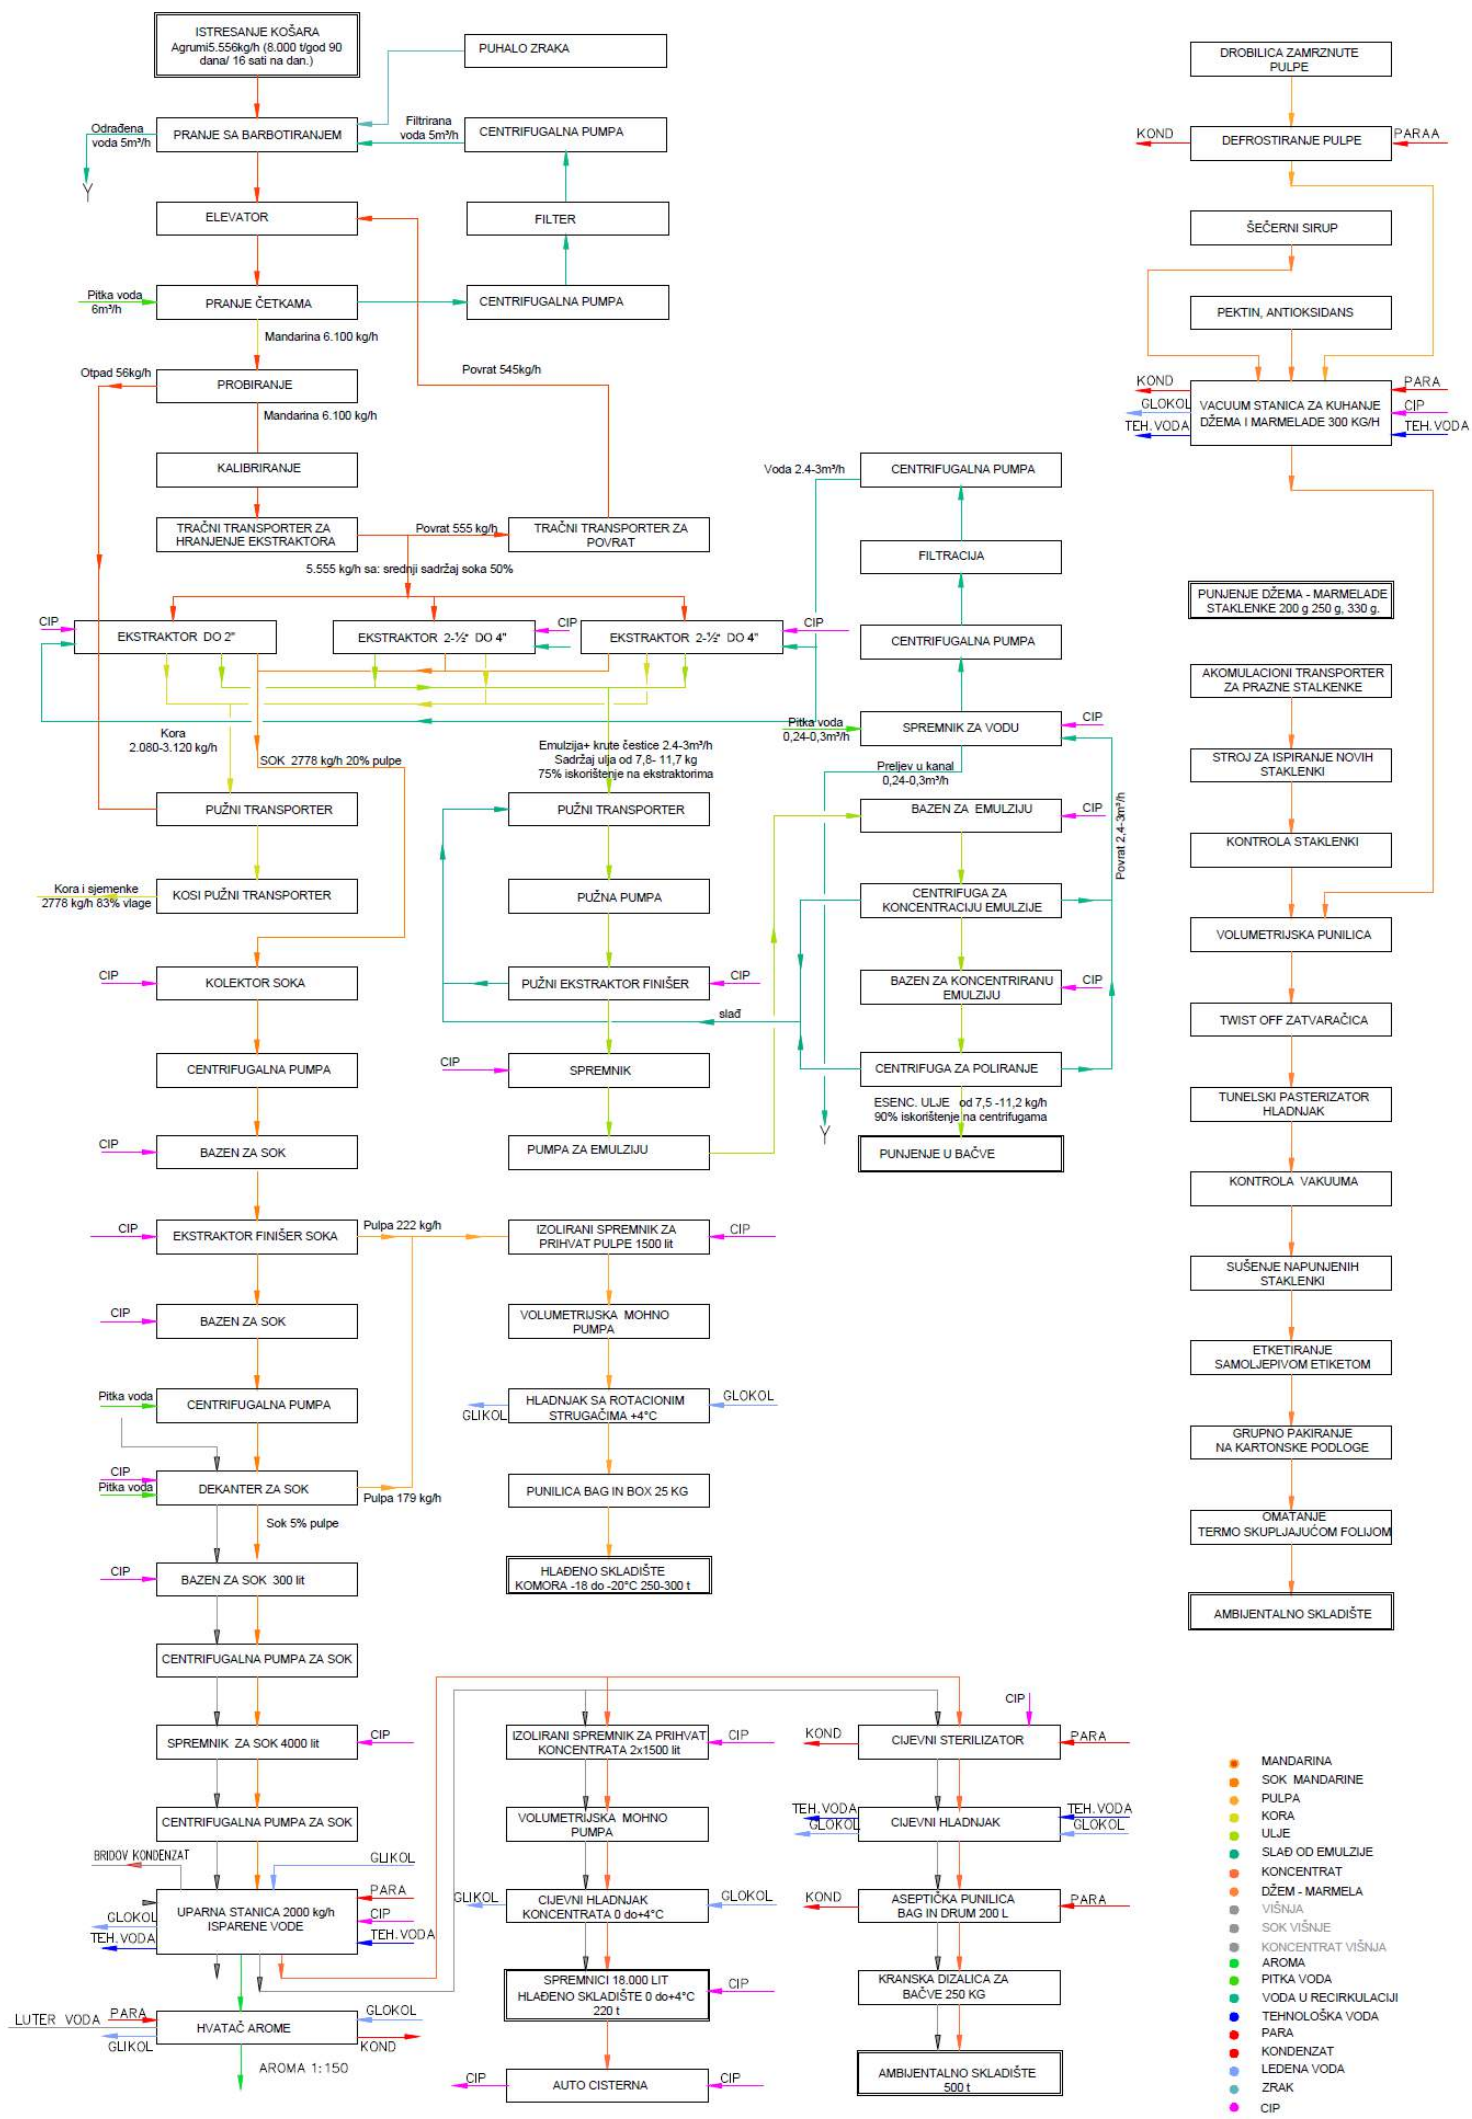 ISTRESANJE KOŠARA
Agrumi5.556kg/h (8.000 t/god 90
dana/ 16 sati na dan.)
PUHALO ZRAKA
Odrađena
voda 5m³/h
PRANJE SA BARBOTIRANJEM
Filtrirana
voda 5m³/h
CENTRIFUGALNA PUMPA
ELEVATOR
FILTER
Pitka voda
6m³/h
PRANJE ČETKAMA
CENTRIFUGALNA PUMPA
Mandarina 6.100 kg/h
Otpad 56kg/h
PROBIRANJE
Povrat 545kg/h
Mandarina 6.100 kg/h
KALIBRIRANJE
TRAČNI TRANSPORTER ZA
HRANJENJE EKSTRAKTORA
Povrat 555 kg/h
TRAČNI TRANSPORTER ZA
POVRAT
5.555 kg/h sa: srednji sadržaj soka 50%
CIP
EKSTRAKTOR DO 2"
EKSTRAKTOR 2-½" DO 4"
CIP
EKSTRAKTOR 2-½" DO 4"
CIP
Voda 2.4-3m³/h
CENTRIFUGALNA PUMPA
FILTRACIJA
CENTRIFUGALNA PUMPA
Pitka voda
0,24-0,3m³/h
SPREMNIK ZA VODU
CIP
Preljev u kanal
0,24-0,3m³/h
Povrat 2,4-3m³/h
Kora
2.080-3.120 kg/h
SOK 2778 kg/h 20% pulpe
Emulzija+ krute čestice 2.4-3m³/h
Sadržaj ulja od 7,8- 11,7 kg
75% iskorištenje na ekstraktorima
PUŽNI TRANSPORTER
PUŽNI TRANSPORTER
BAZEN ZA EMULZIJU
CIP
Kora i sjemenke
2778 kg/h 83% vlage
KOSI PUŽNI TRANSPORTER
PUŽNA PUMPA
CENTRIFUGA ZA
KONCENTRACIJU EMULZIJE
CIP
KOLEKTOR SOKA
PUŽNI EKSTRAKTOR FINIŠER
CIP
BAZEN ZA KONCENTRIRANU
EMULZIJU
CIP
slađ
CENTRIFUGALNA PUMPA
CIP
SPREMNIK
CENTRIFUGA ZA POLIRANJE
ESENC. ULJE od 7,5 -11,2 kg/h
90% iskorištenje na centrifugama
CIP
BAZEN ZA SOK
PUMPA ZA EMULZIJU
PUNJENJE U BAČVE
CIP
EKSTRAKTOR FINIŠER SOKA
Pulpa 222 kg/h
IZOLIRANI SPREMNIK ZA
PRIHVAT PULPE 1500 lit
CIP
CIP
BAZEN ZA SOK
VOLUMETRIJSKA MOHNO
PUMPA
Pitka voda
CENTRIFUGALNA PUMPA
GLIKOL
HLADNJAK SA ROTACIONIM
STRUGAČIMA +4°C
GLOKOL
CIP
Pitka voda
DEKANTER ZA SOK
Pulpa 179 kg/h
PUNILICA BAG IN BOX 25 KG
Sok 5% pulpe
CIP
BAZEN ZA SOK 300 lit
HLAĐENO SKLADIŠTE
KOMORA -18 do -20°C 250-300 t
CENTRIFUGALNA PUMPA ZA SOK
SPREMNIK ZA SOK 4000 lit
CIP
IZOLIRANI SPREMNIK ZA PRIHVAT
KONCENTRATA 2x1500 lit
CIP
CIP
KOND
CIJEVNI STERILIZATOR
PARA
CENTRIFUGALNA PUMPA ZA SOK
VOLUMETRIJSKA MOHNO
PUMPA
TEH.VODA
GLOKOL
CIJEVNI HLADNJAK
TEH.VODA
GLOKOL
BRIDOV KONDENZAT
GLIKOL
PARA
CIP
TEH.VODA
UPARNA STANICA 2000 kg/h
ISPARENE VODE
GLOKOL
TEH.VODA
GLIKOL
CIJEVNI HLADNJAK
KONCENTRATA 0 do+4°C
GLOKOL
KOND
ASEPTIČKA PUNILICA
BAG IN DRUM 200 L
PARA
SPREMNICI 18.000 LIT
HLAĐENO SKLADIŠTE 0 do+4°C
220 t
CIP
KRANSKA DIZALICA ZA
BAČVE 250 KG
LUTER VODA
PARA
GLIKOL
HVATAČ AROME
GLOKOL
KOND
AROMA 1:150
CIP
AUTO CISTERNA
CIP
AMBIJENTALNO SKLADIŠTE
500 t
DROBILICA ZAMRZNUTE
PULPE
KOND
DEFROSTIRANJE PULPE
PARAA
ŠEČERNI SIRUP
PEKTIN, ANTIOKSIDANS
KOND
GLOKOL
TEH.VODA
VACUUM STANICA ZA KUHANJE
DŽEMA I MARMELADE 300 KG/H
PARA
CIP
TEH.VODA
PUNJENJE DŽEMA - MARMELADE
STAKLENKE 200 g 250 g, 330 g.
AKOMULACIONI TRANSPORTER
ZA PRAZNE STALKENKE
STROJ ZA ISPIRANJE NOVIH
STAKLENKI
KONTROLA STAKLENKI
VOLUMETRIJSKA PUNILICA
TWIST OFF ZATVARAČICA
TUNELSKI PASTERIZATOR
HLADNJAK
KONTROLA VAKUUMA
SUŠENJE NAPUNJENIH
STAKLENKI
ETKETIRANJE
SAMOLJEPIVOM ETIKETOM
GRUPNO PAKIRANJE
NA KARTONSKE PODLOGE
OMATANJE
TERMO SKUPLJAJUĆOM FOLIJOM
AMBIJENTALNO SKLADIŠTE
MANDARINA
SOK MANDARINE
PULPA
KORA
ULJE
SLAĐ OD EMULZIJE
KONCENTRAT
DŽEM - MARMELA
VIŠNJA
SOK VIŠNJE
KONCENTRAT VIŠNJA
AROMA
PITKA VODA
VODA U RECIRKULACIJI
TEHNOLOŠKA VODA
PARA
KONDENZAT
LEDENA VODA
ZRAK
CIP